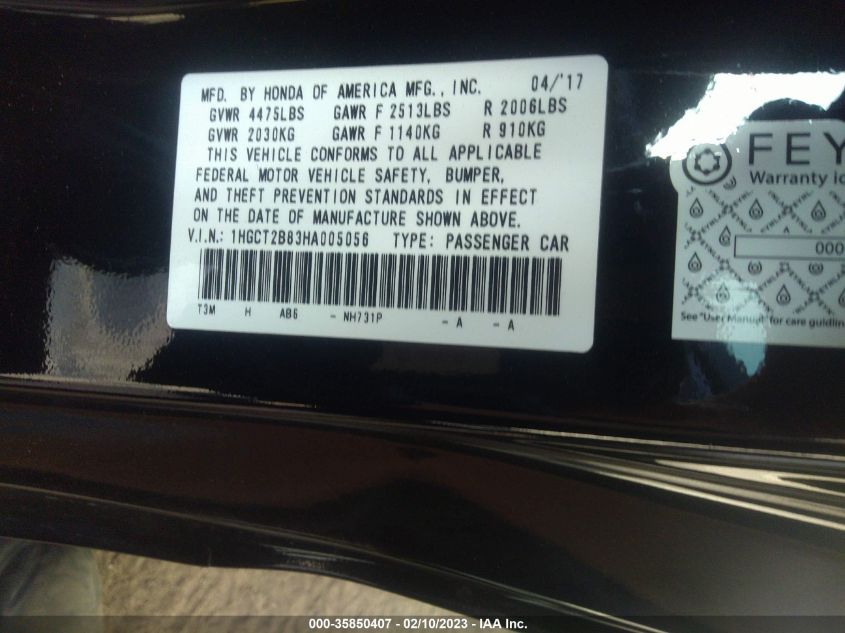 MFD. BY HONDA OF AMERICA MFG., INC. 04/'17
GVWR 4475LBS GAWR F 2513LBS R 2006LBS
GVWR 2030KG GAWR F 1140KG R 910KG
THIS VEHICLE CONFORMS TO ALL APPLICABLE
FEDERAL MOTOR VEHICLE SAFETY, BUMPER,
AND THEFT PREVENTION STANDARDS IN EFFECT
ON THE DATE OF MANUFACTURE SHOWN ABOVE.
V.I.N.: 1HGCT2B83HA005056 TYPE: PASSENGER CAR
T3M H AB6 - NH731P - A - A
FEY
Warranty
000
See "User Manual" for care
000-35850407 - 02/10/2023 - IAA Inc.